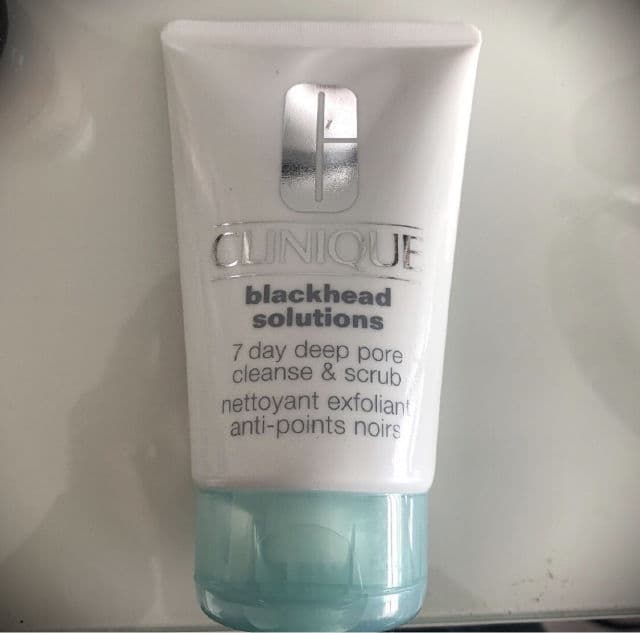 CLINIQUE
blackhead
solutions
7 day deep pore
cleanse & scrub
nettoyant exfoliant
anti-points noirs